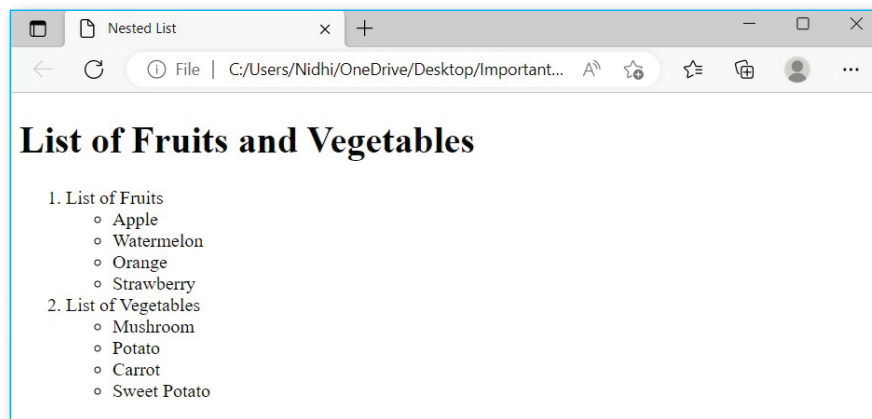 Nested List
File | C:/Users/Nidhi/OneDrive/Desktop/Important...
List of Fruits and Vegetables
1. List of Fruits
Apple
Watermelon
Orange
Strawberry
2. List of Vegetables
Mushroom
Potato
Carrot
Sweet Potato